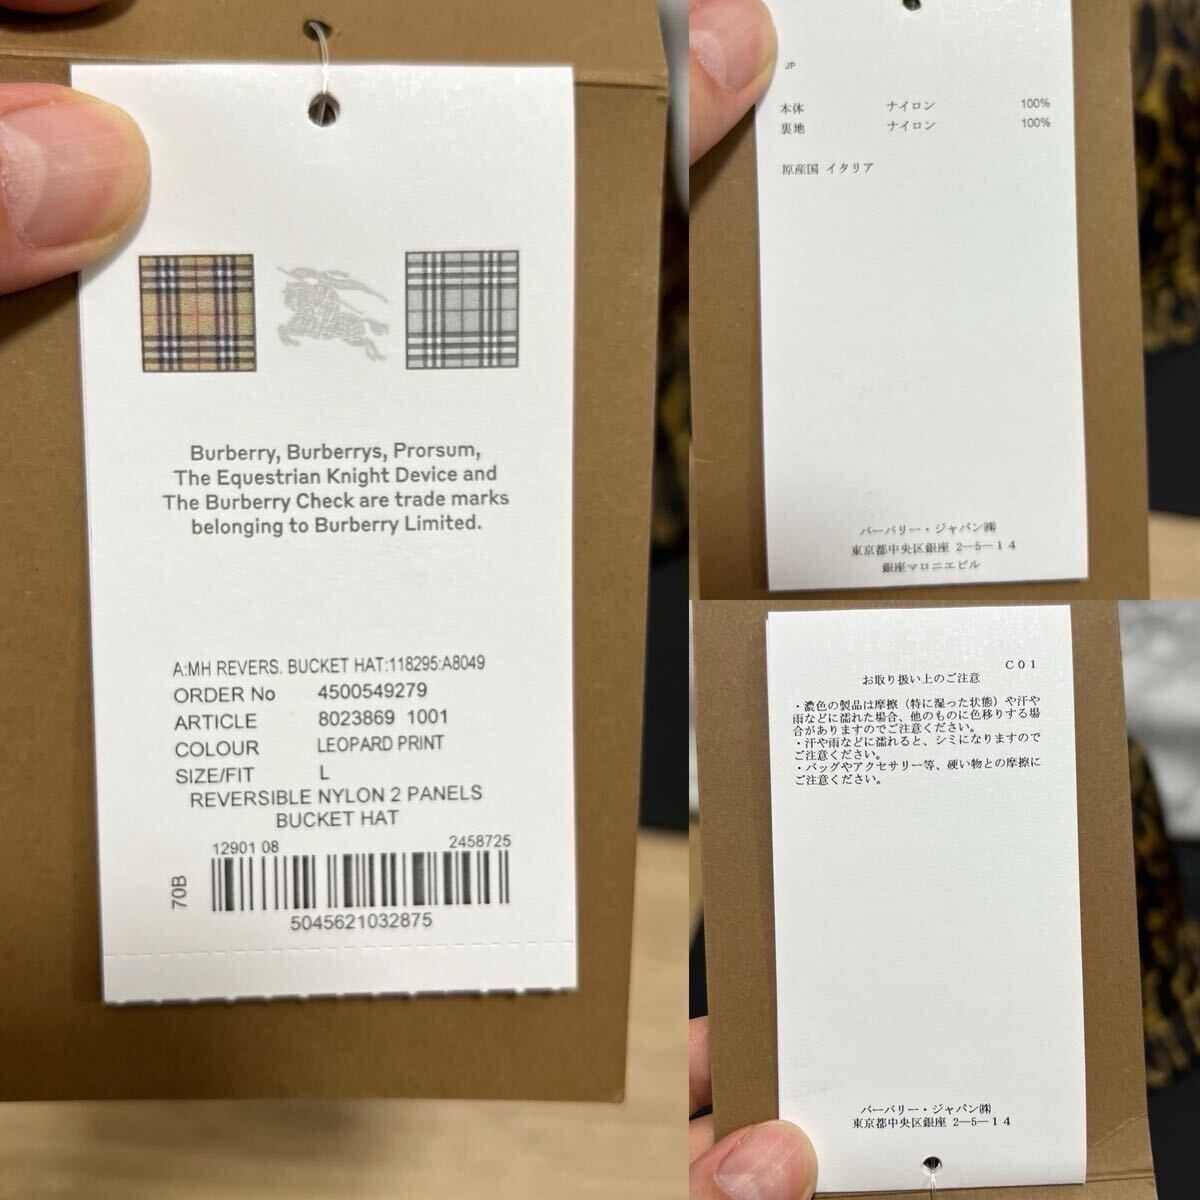 Burberry, Burberrys, Prorsum,
The Equestrian Knight Device and
The Burberry Check are trade marks
belonging to Burberry Limited.
A:MH REVERS. BUCKET HAT:118295:A8049
ORDER No 4500549279
ARTICLE 8023869 1001
COLOUR LEOPARD PRINT
SIZE/FIT L
REVERSIBLE NYLON 2 PANELS
BUCKET HAT
12901 08 2458725
70B
5045621032875
JP
本体 ナイロン 100%
裏地 ナイロン 100%
原産国 イタリア
バーバリー・ジャパン㈱
東京都中央区銀座 2―5―14
銀座マロニエビル
C01
お取り扱い上のご注意
・濃色の製品は摩擦（特に湿った状態）や汗や
雨などに濡れた場合、他のものに色移りする場
合がありますのでご注意ください。
・汗や雨などに濡れると、シミになりますので
ご注意ください。
・バッグやアクセサリー等、硬い物との摩擦に
ご注意ください。
バーバリー・ジャパン㈱
東京都中央区銀座 2―5―14